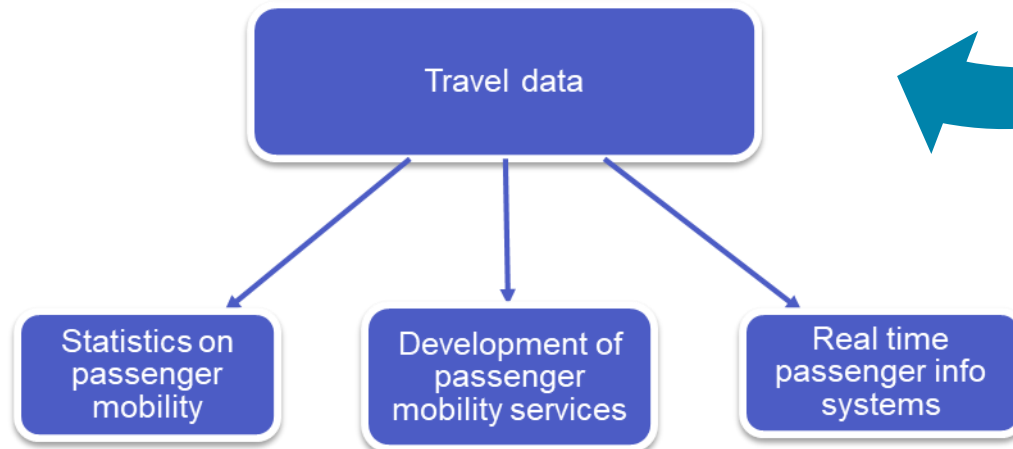 Travel data
Statistics on
passenger
mobility
Development of
passenger
mobility services
Real time
passenger info
systems